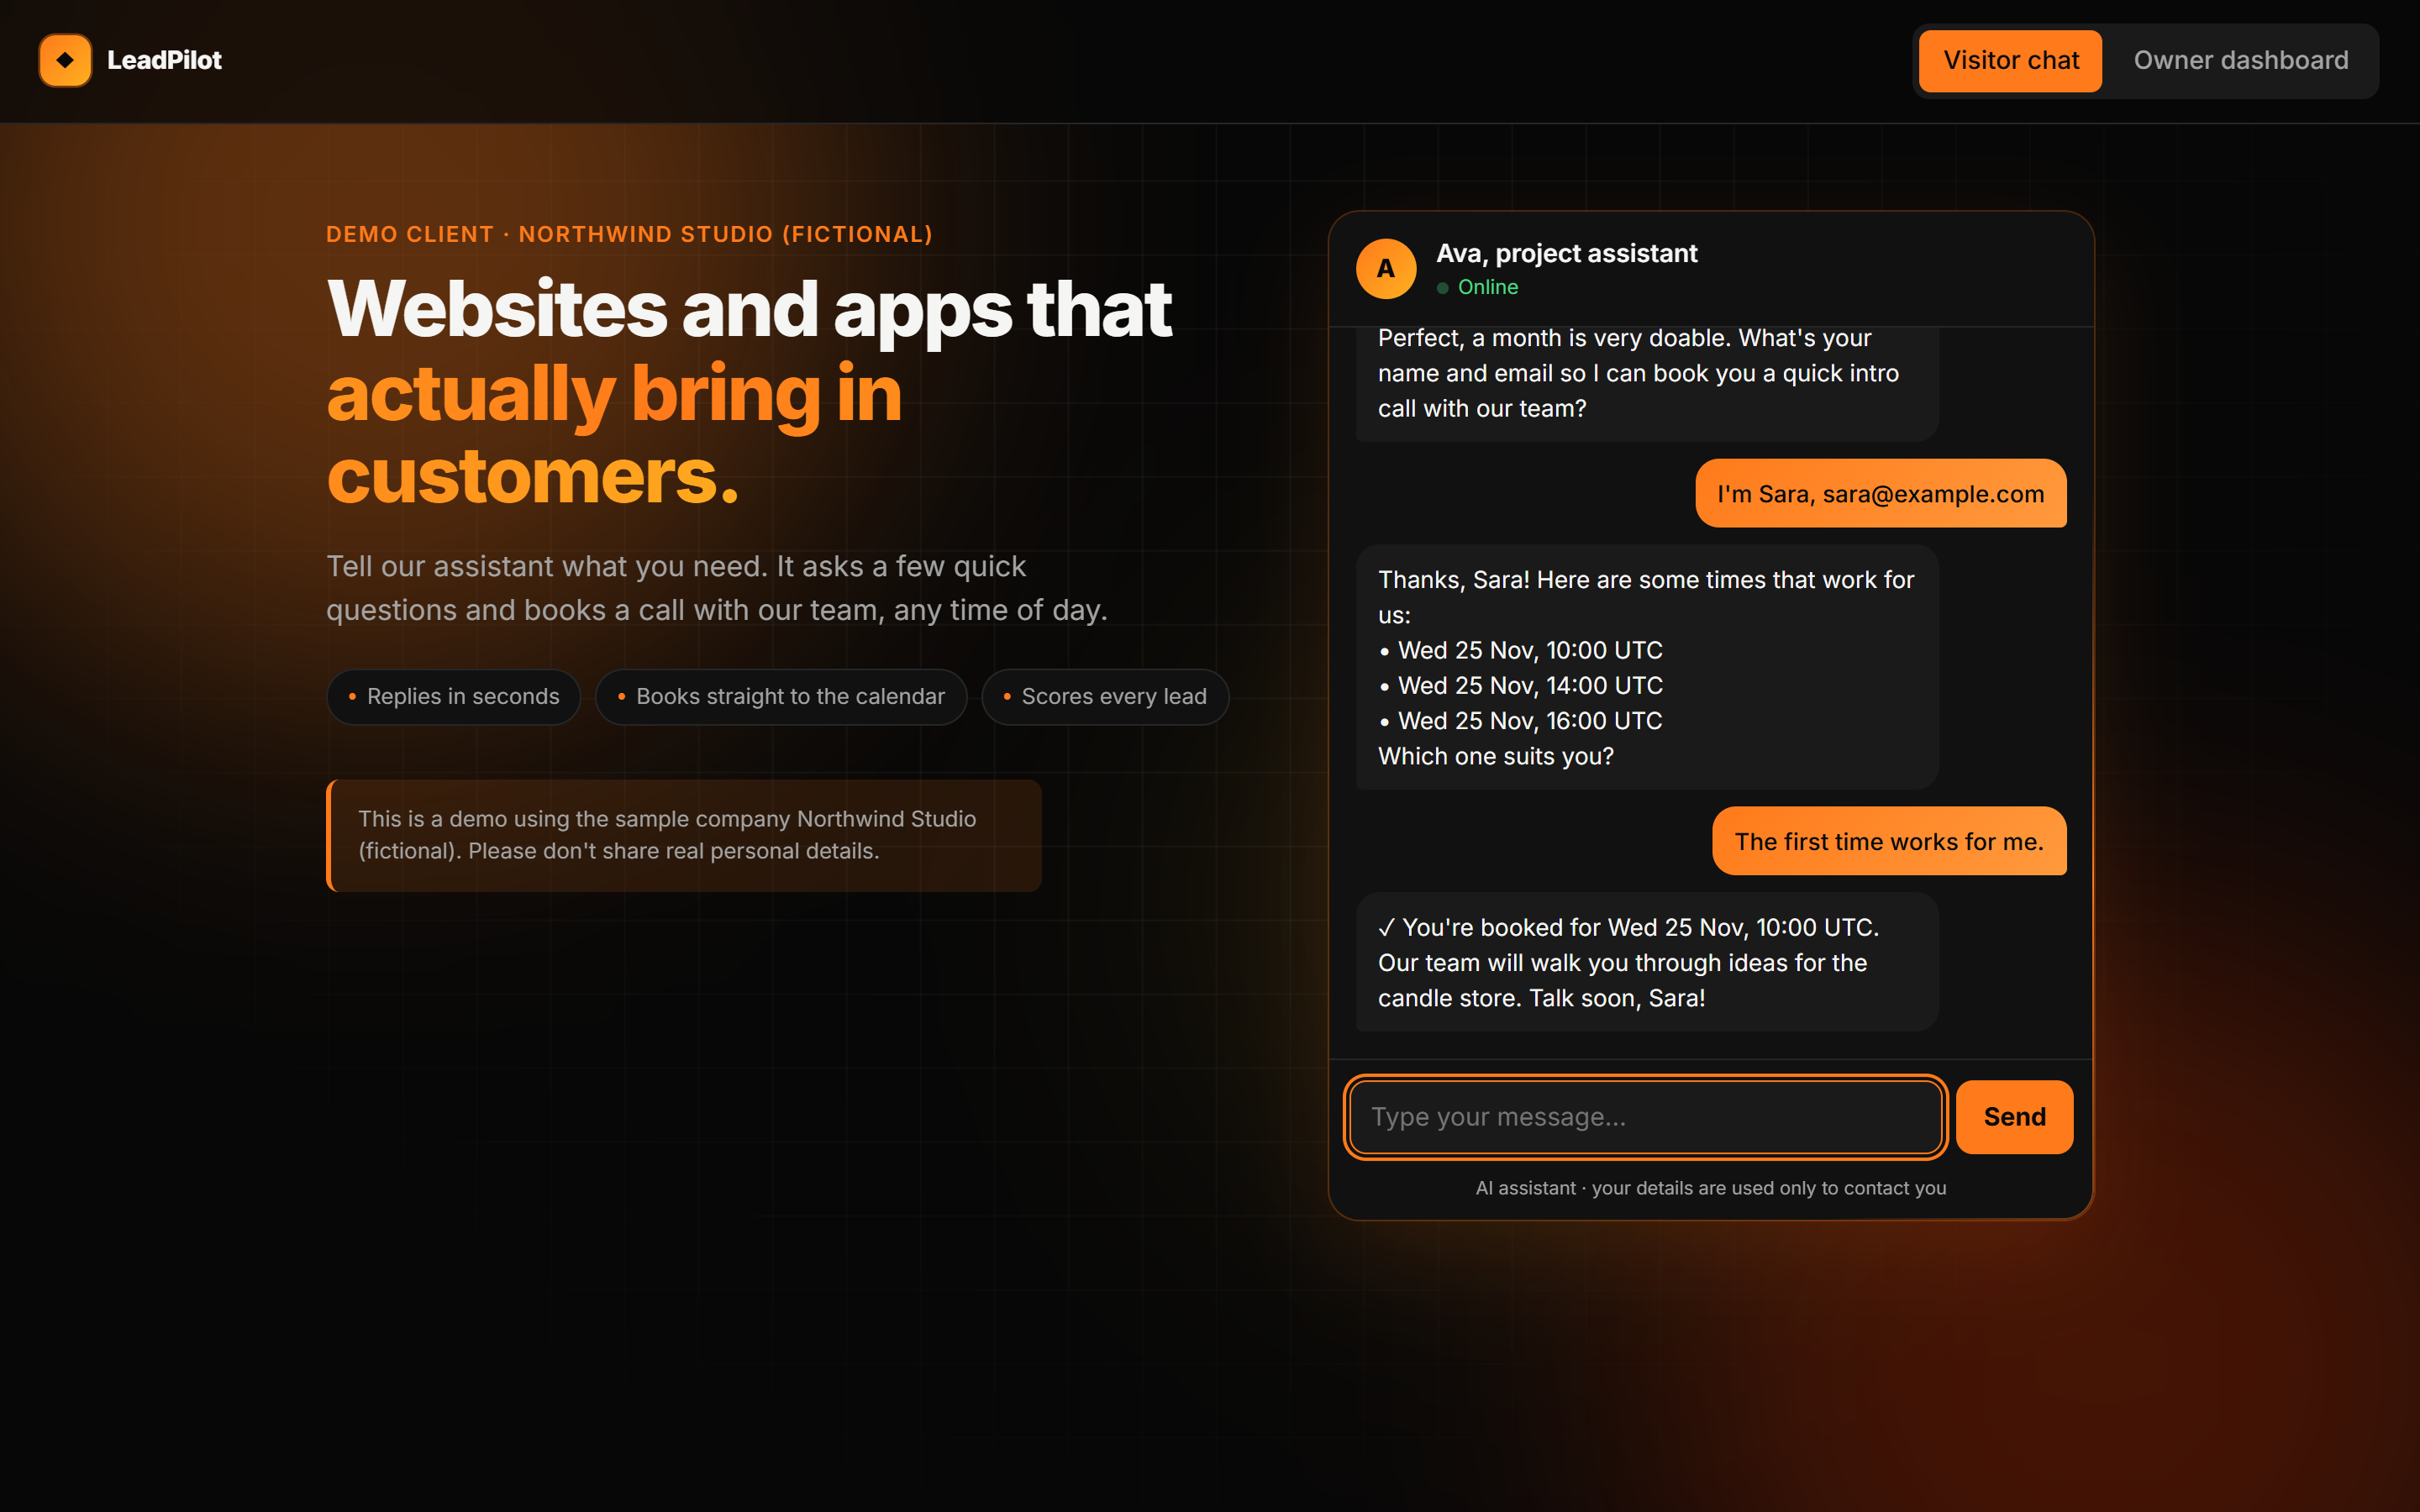 LeadPilot
Visitor chat
Owner dashboard
DEMO CLIENT · NORTHWIND STUDIO (FICTIONAL)
Websites and apps that
actually bring in
customers.
Tell our assistant what you need. It asks a few quick
questions and books a call with our team, any time of day.
• Replies in seconds
• Books straight to the calendar
• Scores every lead
This is a demo using the sample company Northwind Studio
(fictional). Please don't share real personal details.
A
Ava, project assistant
Online
Perfect, a month is very doable. What's your
name and email so I can book you a quick intro
call with our team?
I'm Sara, sara@example.com
Thanks, Sara! Here are some times that work for
us:
• Wed 25 Nov, 10:00 UTC
• Wed 25 Nov, 14:00 UTC
• Wed 25 Nov, 16:00 UTC
Which one suits you?
The first time works for me.
✓ You're booked for Wed 25 Nov, 10:00 UTC.
Our team will walk you through ideas for the
candle store. Talk soon, Sara!
Type your message...
Send
AI assistant · your details are used only to contact you